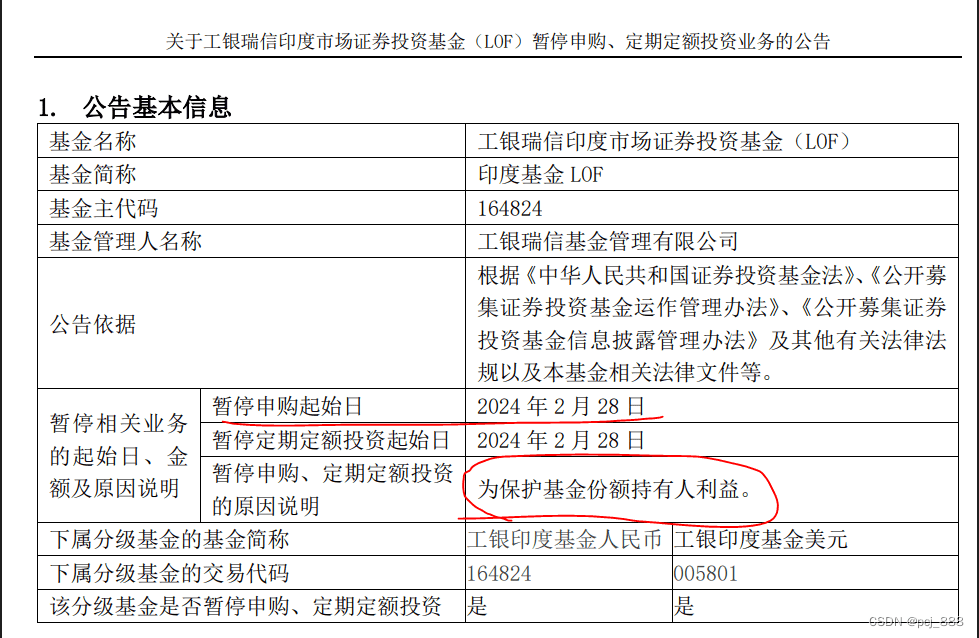 关于工银瑞信印度市场证券投资基金（LOF）暂停申购、定期定额投资业务的公告
1. 公告基本信息
基金名称 工银瑞信印度市场证券投资基金（LOF）
基金简称 印度基金 LOF
基金主代码 164824
基金管理人名称 工银瑞信基金管理有限公司
公告依据
根据《中华人民共和国证券投资基金法》、《公开募
集证券投资基金运作管理办法》、《公开募集证券
投资基金信息披露管理办法》及其他有关法律法
规以及本基金相关法律文件等。
暂停相关业务
的起始日、金
额及原因说明
暂停申购起始日 2024 年 2 月 28 日
暂停定期定额投资起始日 2024 年 2 月 28 日
暂停申购、定期定额投资
的原因说明
为保护基金份额持有人利益。
下属分级基金的基金简称 工银印度基金人民币 工银印度基金美元
下属分级基金的交易代码 164824 005801
该分级基金是否暂停申购、定期定额投资 是 是
CSDN @pcj_888